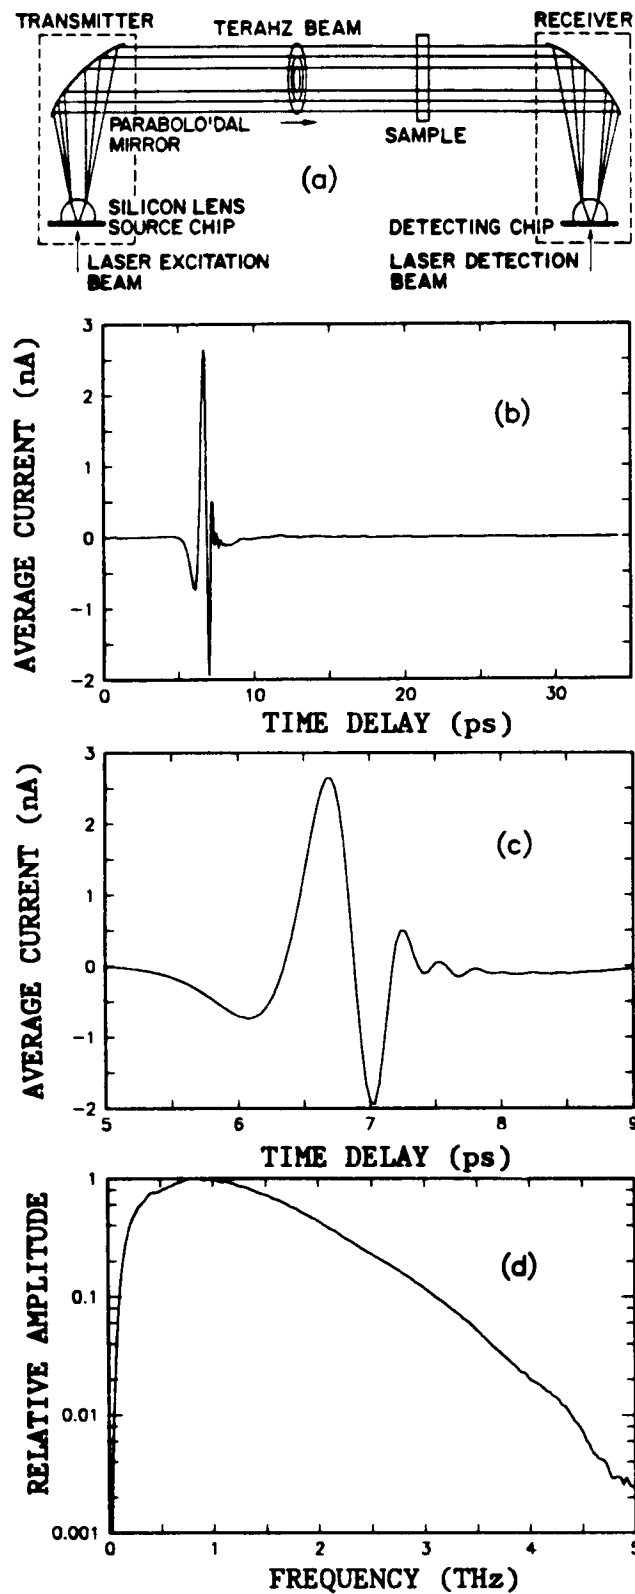 TRANSMITTER
TERAHZ BEAM
RECEIVER
PARABOLO'DAL
MIRROR
SAMPLE
(a)
SILICON LENS
SOURCE CHIP
DETECTING CHIP
LASER EXCITATION
BEAM
LASER DETECTION
BEAM
AVERAGE CURRENT (nA)
3
2
1
0
-1
-2
(b)
0
10
20
30
TIME DELAY (ps)
AVERAGE CURRENT (nA)
3
2
1
0
-1
-2
(c)
5
6
7
8
9
TIME DELAY (ps)
RELATIVE AMPLITUDE
1
0.1
0.01
0.001
(d)
0
1
2
3
4
5
FREQUENCY (THz)